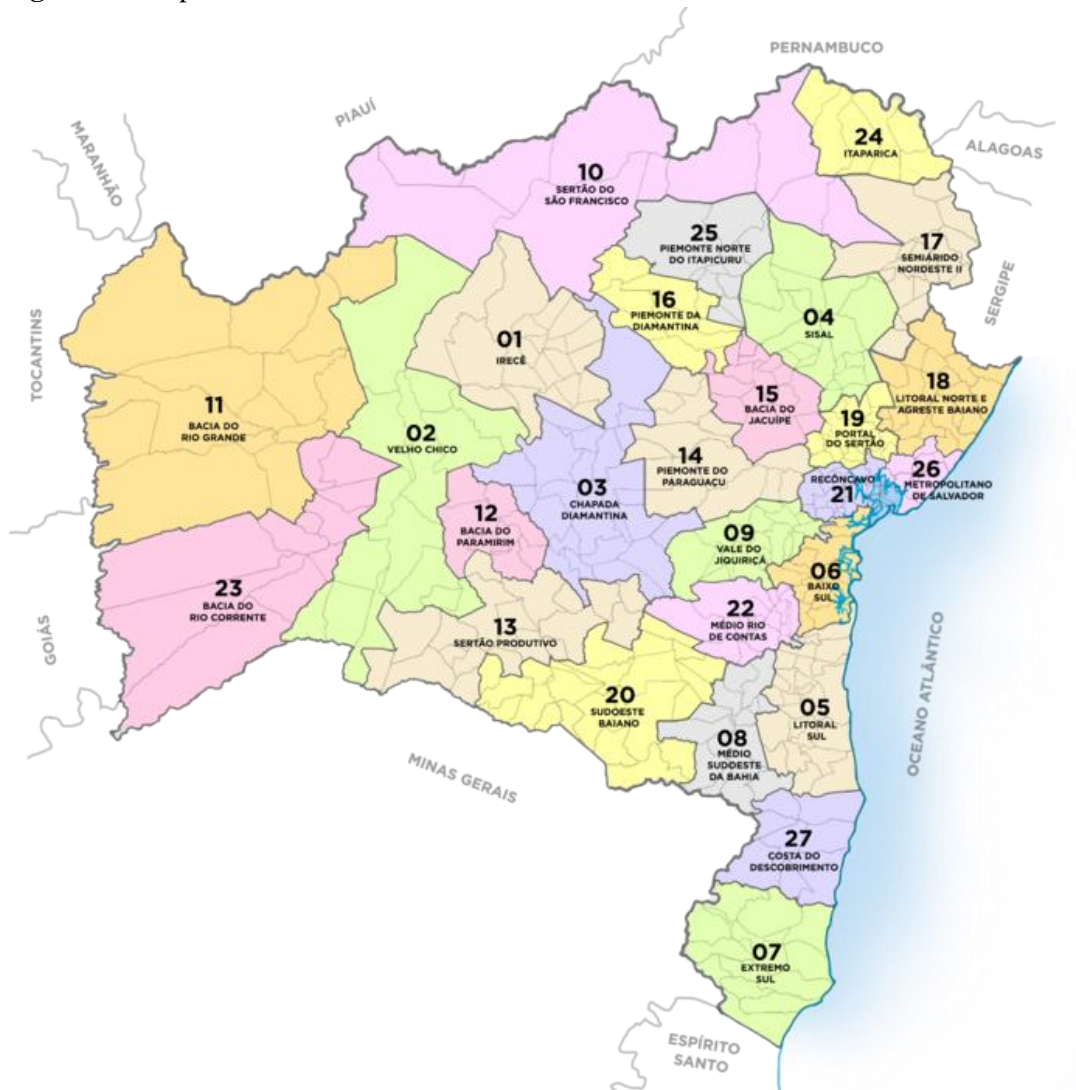 PERNAMBUCO
PIAUÍ
MARANHÃO
ALAGOAS
SERGIPE
TOCANTINS
GOIÁS
MINAS GERAIS
ESPÍRITO
SANTO
OCEANO ATLÂNTICO
24
ITAPARICA
10
SERTÃO DO
SÃO FRANCISCO
25
PIEMONTE NORTE
DO ITAPICURU
17
SEMIÁRIDO
NORDESTE II
16
PIEMONTE DA
DIAMANTINA
04
SISAL
01
IRECÊ
18
LITORAL NORTE E
AGRESTE BAIANO
15
BACIA DO
JACUÍPE
11
BACIA DO
RIO GRANDE
19
PORTAL
DO SERTÃO
02
VELHO CHICO
14
PIEMONTE DO
PARAGUAÇU
26
METROPOLITANO
DE SALVADOR
RECÔNCAVO
21
03
CHAPADA
DIAMANTINA
12
BACIA DO
PARAMIRIM
09
VALE DO
JIQUIRIÇÁ
06
BAIXO
SUL
23
BACIA DO
RIO CORRENTE
22
MÉDIO RIO
DE CONTAS
13
SERTÃO PRODUTIVO
20
SUDOESTE
BAIANO
05
LITORAL
SUL
08
MÉDIO
SUDOESTE
DA BAHIA
27
COSTA DO
DESCOBRIMENTO
07
EXTREMO
SUL